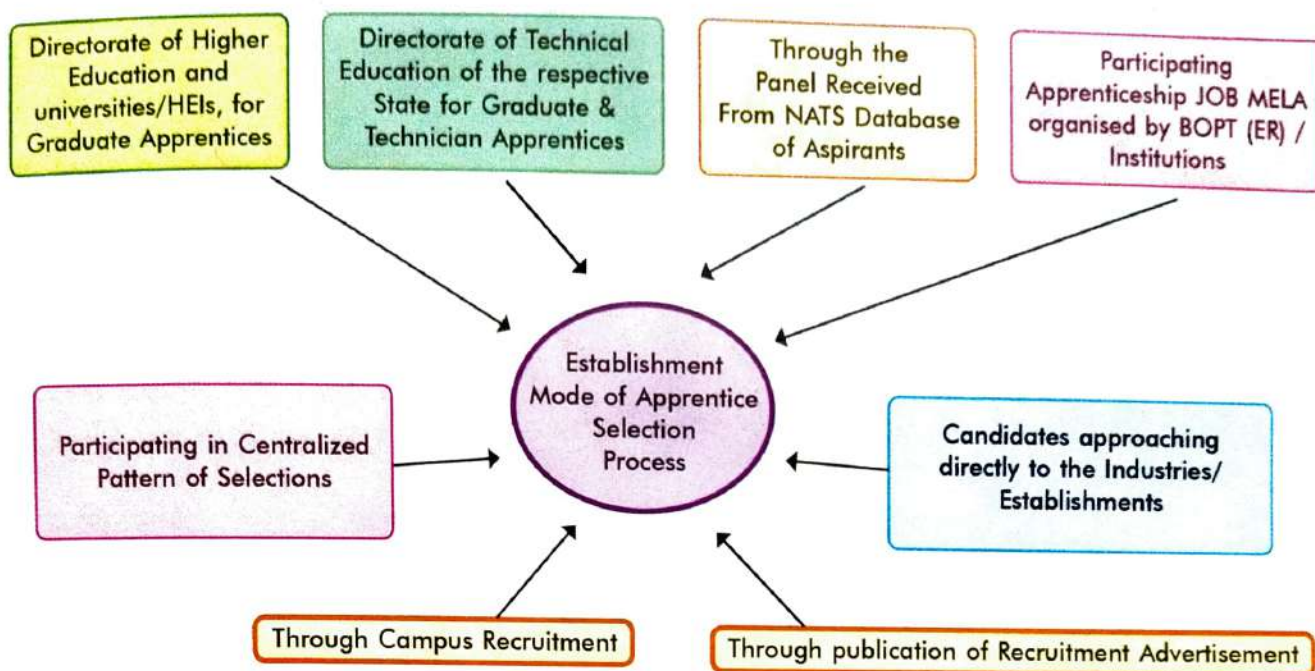 Directorate of Higher
Education and
universities/HEIs, for
Graduate Apprentices
Directorate of Technical
Education of the respective
State for Graduate &
Technician Apprentices
Through the
Panel Received
From NATS Database
of Aspirants
Participating
Apprenticeship JOB MELA
organised by BOPT (ER) /
Institutions
Establishment
Mode of Apprentice
Selection
Process
Participating in Centralized
Pattern of Selections
Candidates approaching
directly to the Industries/
Establishments
Through Campus Recruitment
Through publication of Recruitment Advertisement